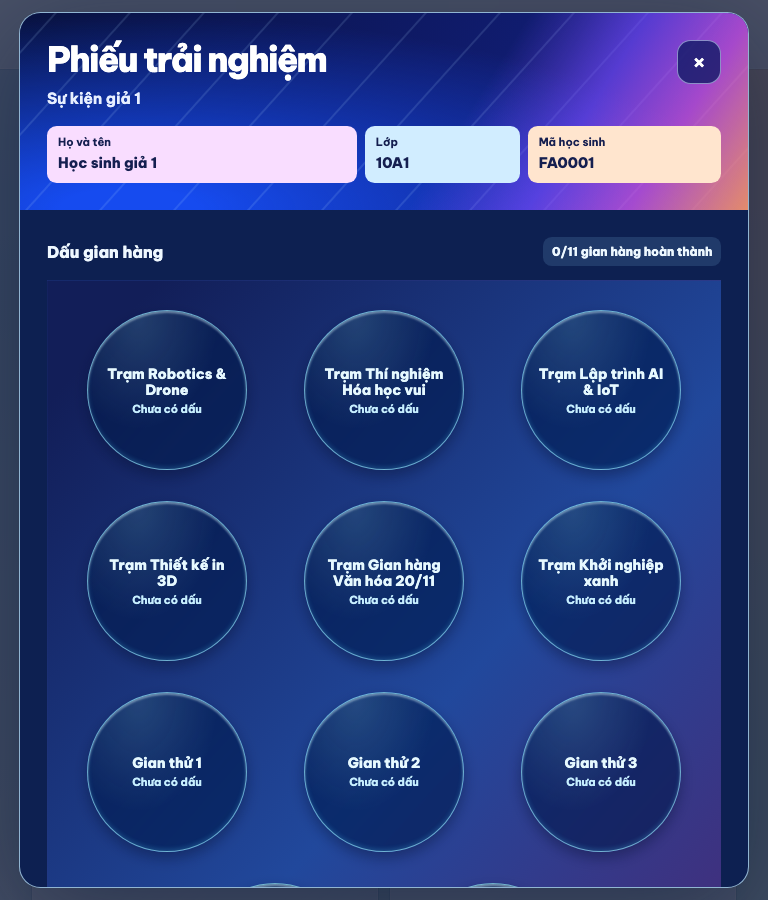 Phiếu trải nghiệm
×
Sự kiện giả 1
Họ và tên
Học sinh giả 1
Lớp
10A1
Mã học sinh
FA0001
Dấu gian hàng
0/11 gian hàng hoàn thành
Trạm Robotics &
Drone
Chưa có dấu
Trạm Thí nghiệm
Hóa học vui
Chưa có dấu
Trạm Lập trình AI
& IoT
Chưa có dấu
Trạm Thiết kế in
3D
Chưa có dấu
Trạm Gian hàng
Văn hóa 20/11
Chưa có dấu
Trạm Khởi nghiệp
xanh
Chưa có dấu
Gian thử 1
Chưa có dấu
Gian thử 2
Chưa có dấu
Gian thử 3
Chưa có dấu